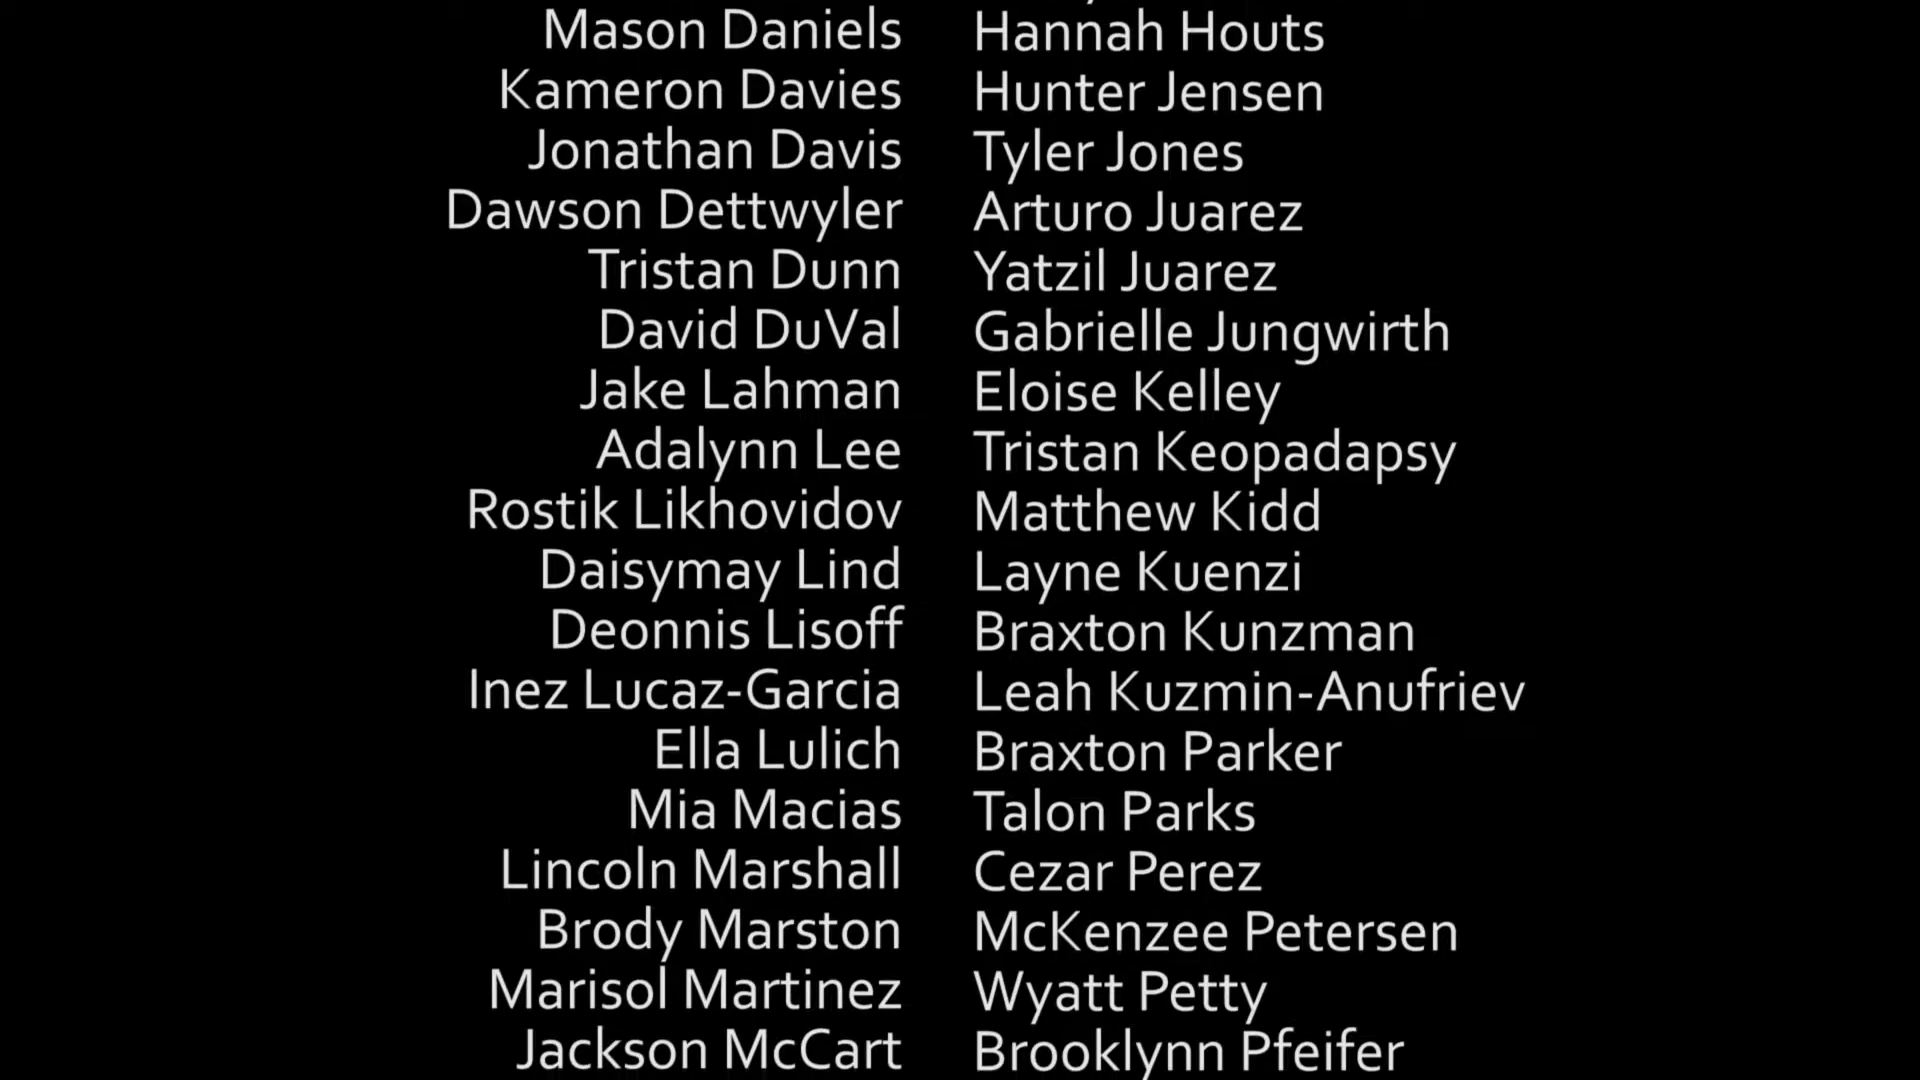 Mason Daniels
Kameron Davies
Jonathan Davis
Dawson Dettwyler
Tristan Dunn
David DuVal
Jake Lahman
Adalynn Lee
Rostik Likhovidov
Daisymay Lind
Deonnis Lisoff
Inez Lucaz-Garcia
Ella Lulich
Mia Macias
Lincoln Marshall
Brody Marston
Marisol Martinez
Jackson McCart
Hannah Houts
Hunter Jensen
Tyler Jones
Arturo Juarez
Yatzil Juarez
Gabrielle Jungwirth
Eloise Kelley
Tristan Keopadapsy
Matthew Kidd
Layne Kuenzi
Braxton Kunzman
Leah Kuzmin-Anufriev
Braxton Parker
Talon Parks
Cezar Perez
McKenzee Petersen
Wyatt Petty
Brooklynn Pfeifer